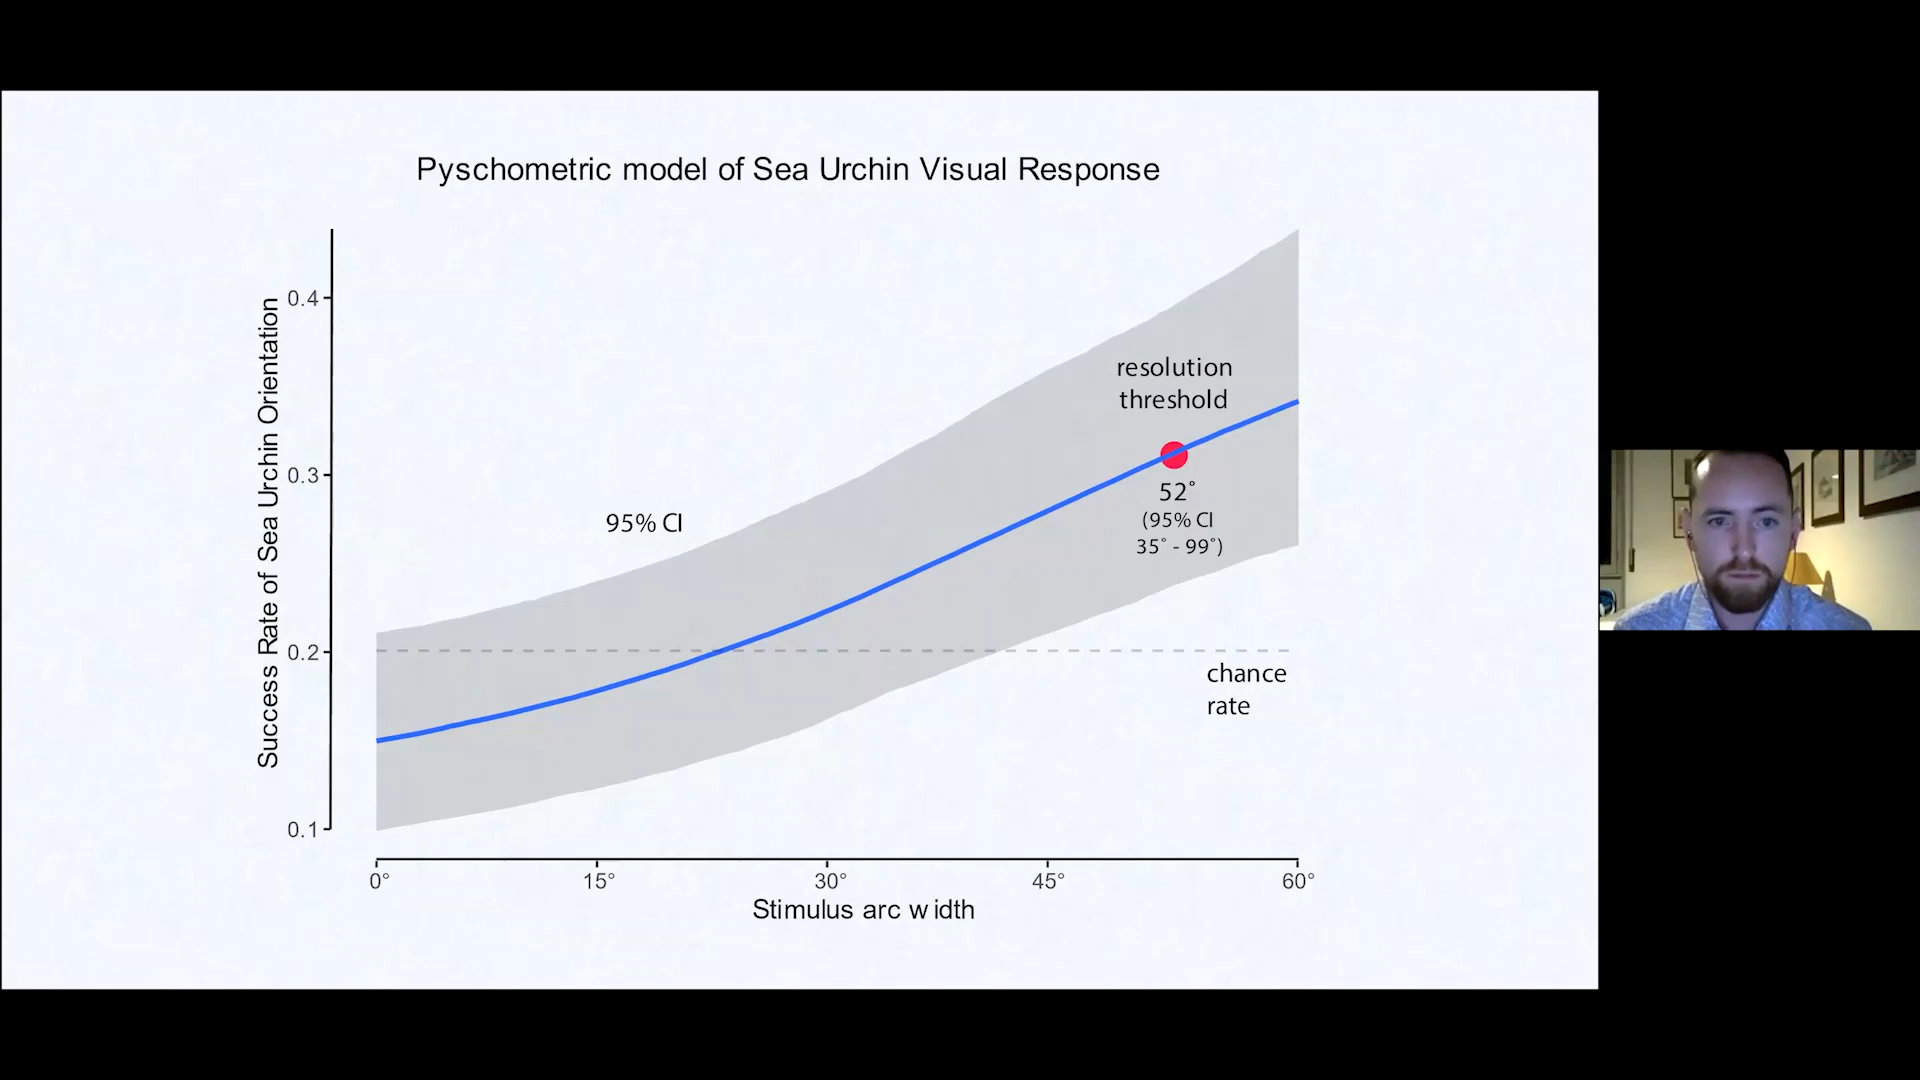 Pyschometric model of Sea Urchin Visual Response
Success Rate of Sea Urchin Orientation
0.4
0.3
0.2
0.1
95% CI
resolution
threshold
52°
(95% CI
35° - 99°)
chance
rate
0°
15°
30°
45°
60°
Stimulus arc width